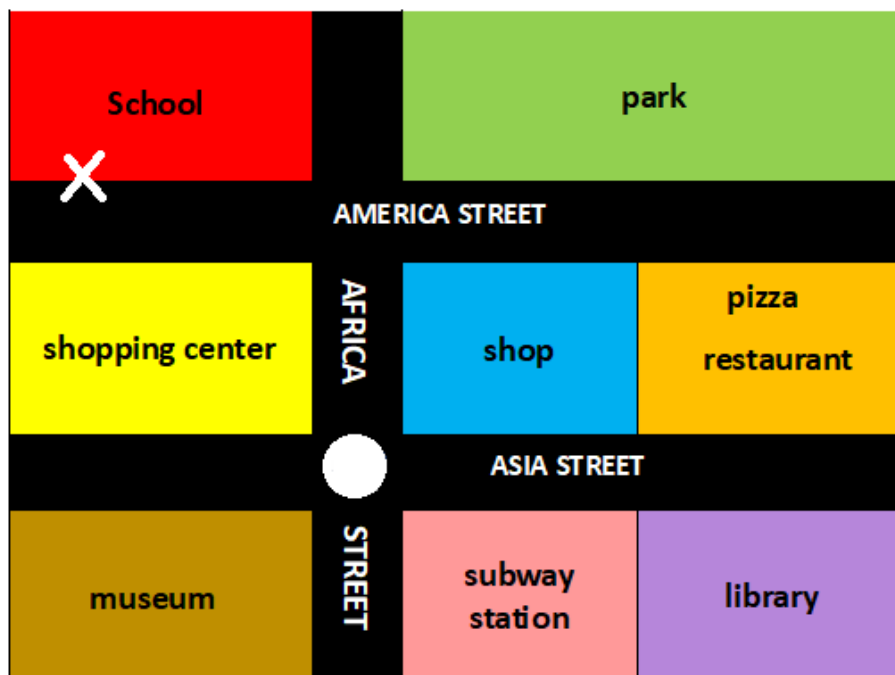 School
park
AMERICA STREET
shopping center
AFRICA
shop
pizza
restaurant
ASIA STREET
museum
STREET
subway
station
library